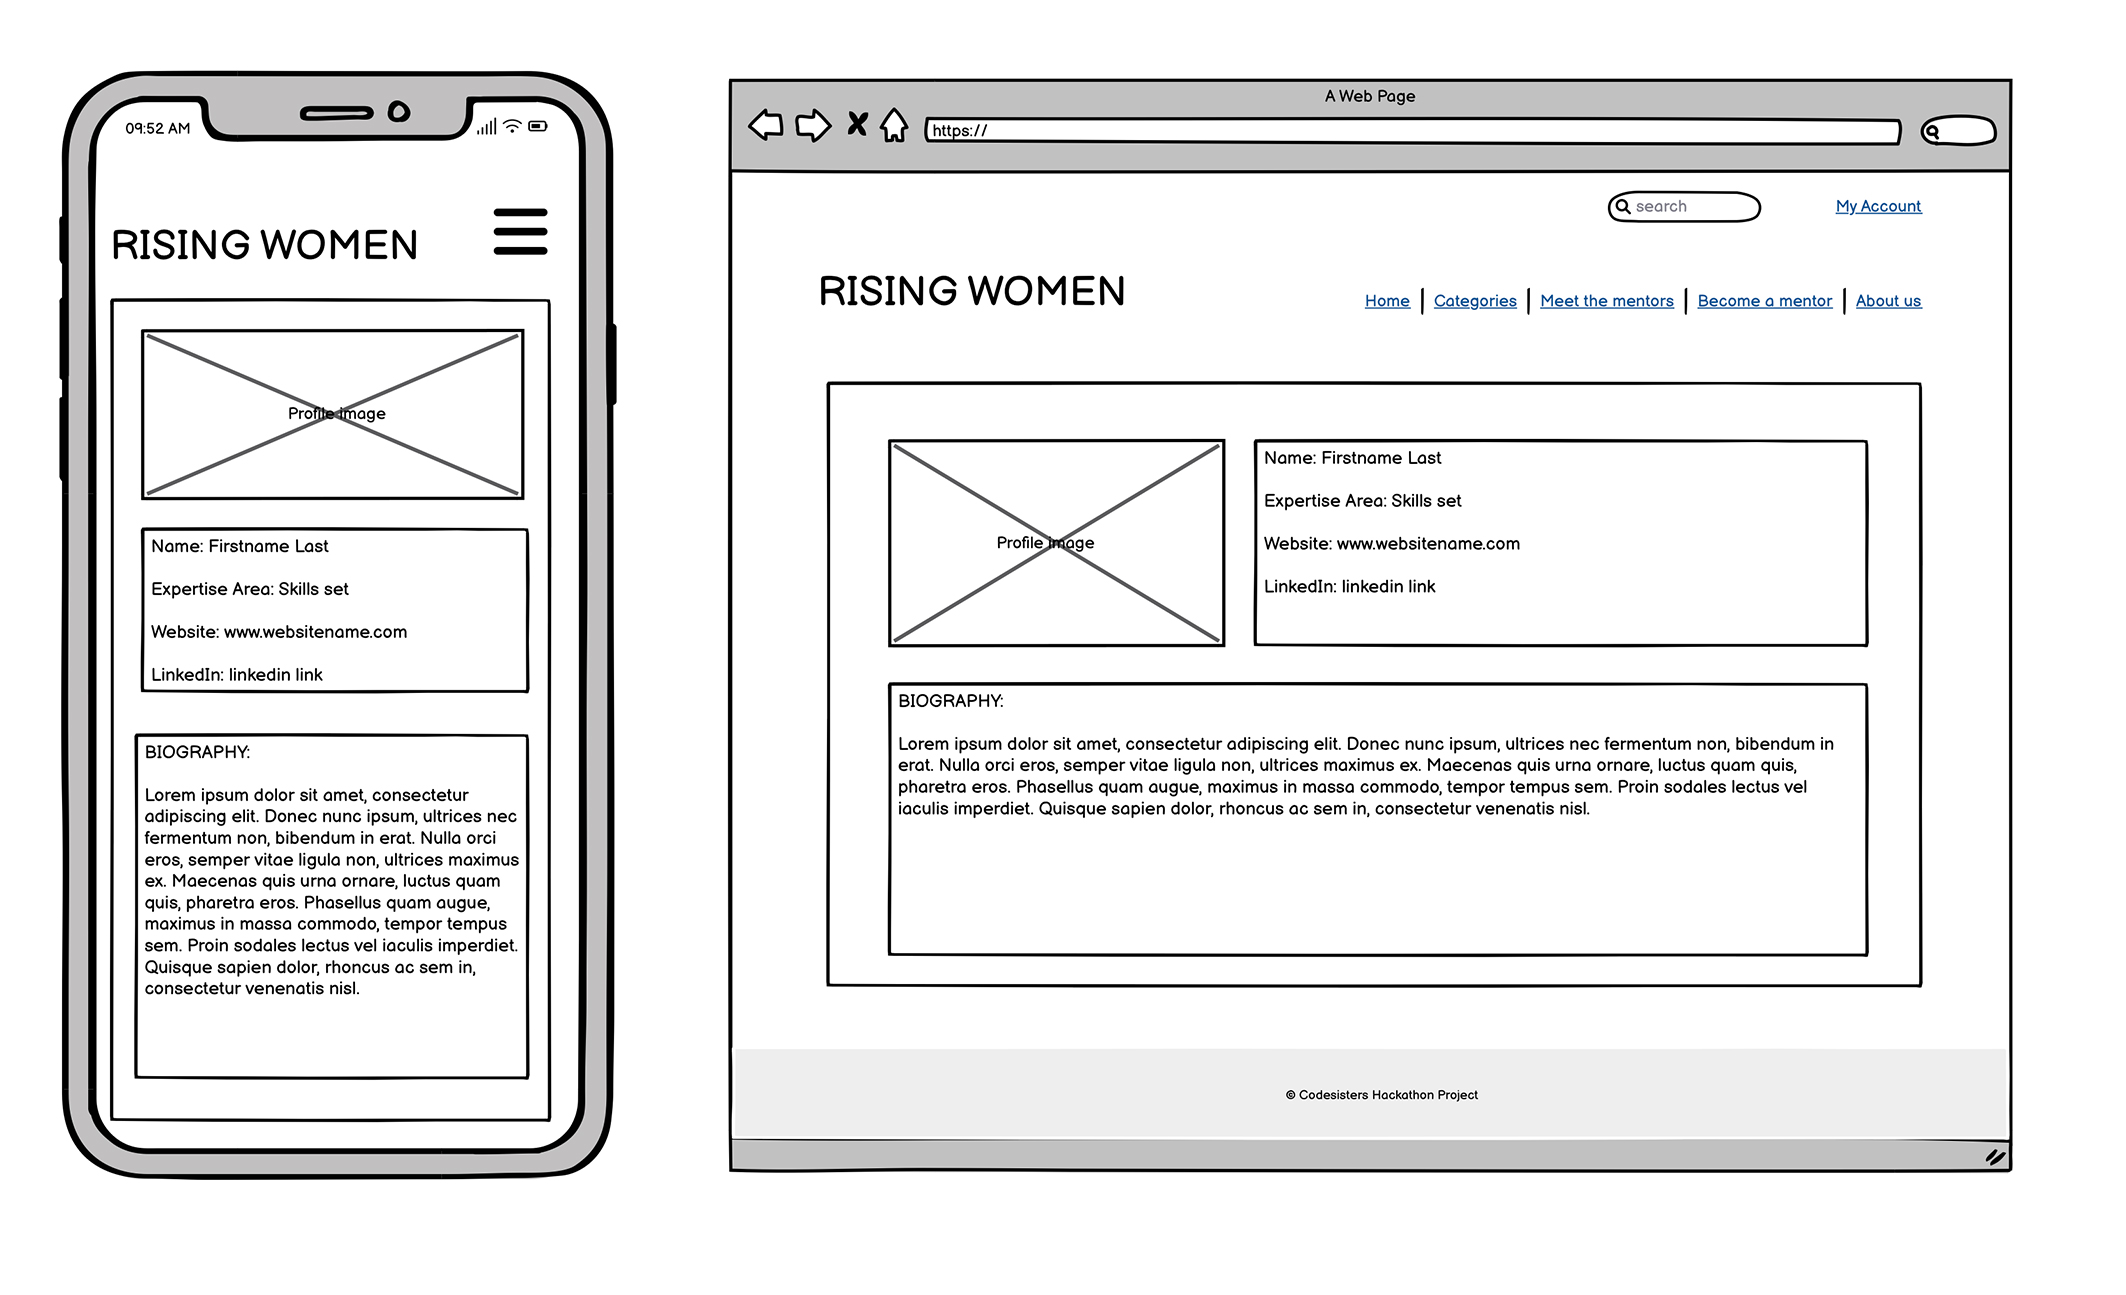 09:52 AM
RISING WOMEN
Profile image
Name: Firstname Last
Expertise Area: Skills set
Website: www.websitename.com
LinkedIn: linkedin link
BIOGRAPHY:
Lorem ipsum dolor sit amet, consectetur
adipiscing elit. Donec nunc ipsum, ultrices nec
fermentum non, bibendum in erat. Nulla orci
eros, semper vitae ligula non, ultrices maximus
ex. Maecenas quis urna ornare, luctus quam
quis, pharetra eros. Phasellus quam augue,
maximus in massa commodo, tempor tempus
sem. Proin sodales lectus vel iaculis imperdiet.
Quisque sapien dolor, rhoncus ac sem in,
consectetur venenatis nisl.
A Web Page
https://
search
My Account
RISING WOMEN
Home | Categories | Meet the mentors | Become a mentor | About us
Profile image
Name: Firstname Last
Expertise Area: Skills set
Website: www.websitename.com
LinkedIn: linkedin link
BIOGRAPHY:
Lorem ipsum dolor sit amet, consectetur adipiscing elit. Donec nunc ipsum, ultrices nec fermentum non, bibendum in
erat. Nulla orci eros, semper vitae ligula non, ultrices maximus ex. Maecenas quis urna ornare, luctus quam quis,
pharetra eros. Phasellus quam augue, maximus in massa commodo, tempor tempus sem. Proin sodales lectus vel
iaculis imperdiet. Quisque sapien dolor, rhoncus ac sem in, consectetur venenatis nisl.
© Codesisters Hackathon Project